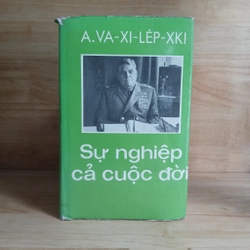 A.VA-XI-LÉP-XKI
Sự nghiệp
cả cuộc đời